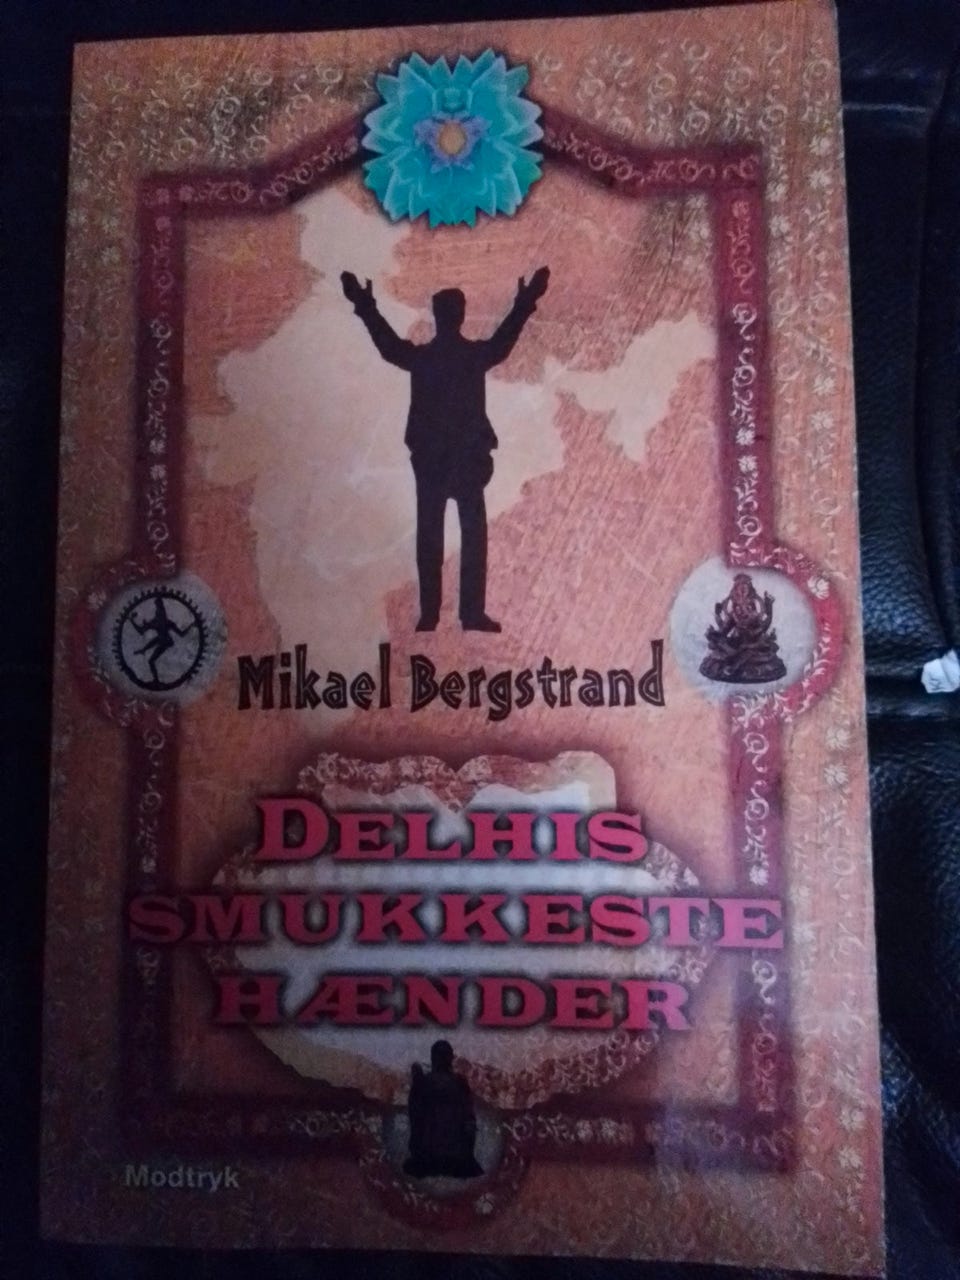 Mikael Bergstrand
DELHIS
SMUKKESTE
HÆNDER
Modtryk